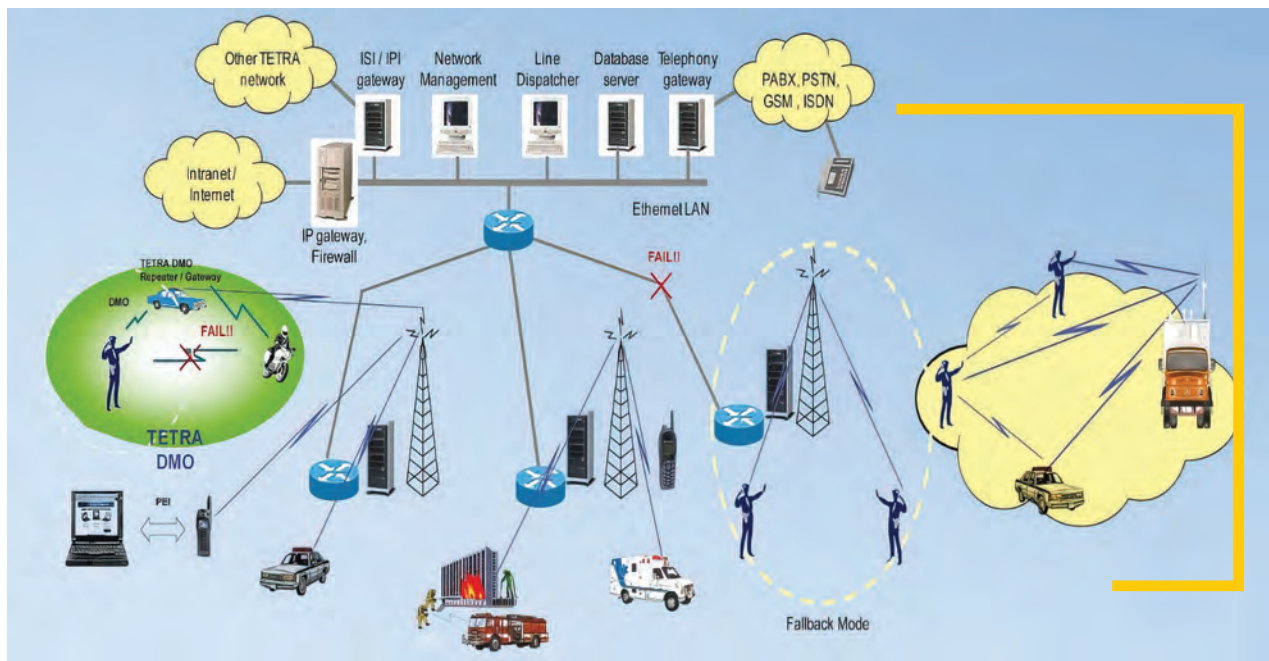 Other TETRA
network
ISI / IPI
gateway
Network
Management
Line
Dispatcher
Database
server
Telephony
gateway
PABX, PSTN,
GSM , ISDN
Intranet /
Internet
IP gateway,
Firewall
Ethernet LAN
TETRA DMO
Repeater / Gateway
DMO
FAIL!!
TETRA
DMO
FAIL!!
PEI
Fallback Mode